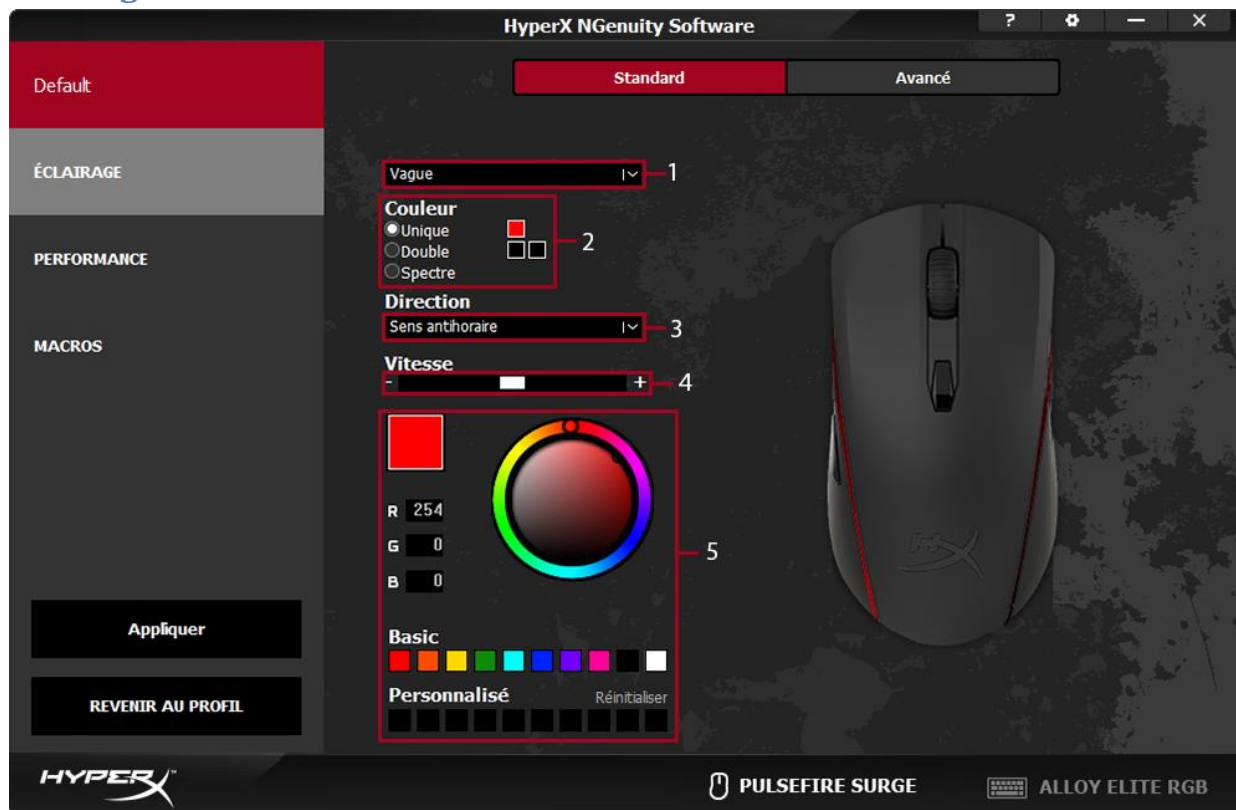 HyperX NGenuity Software
?
Default
Standard
Avancé
ÉCLAIRAGE
Vague
1
Couleur
Unique
2
Double
Spectre
PERFORMANCE
Direction
Sens antihoraire
3
MACROS
Vitesse
- +
4
R 254
G 0
5
B 0
Appliquer
Basic
Personnalisé
Réinitialiser
REVENIR AU PROFIL
HYPERX
PULSEFIRE SURGE
ALLOY ELITE RGB